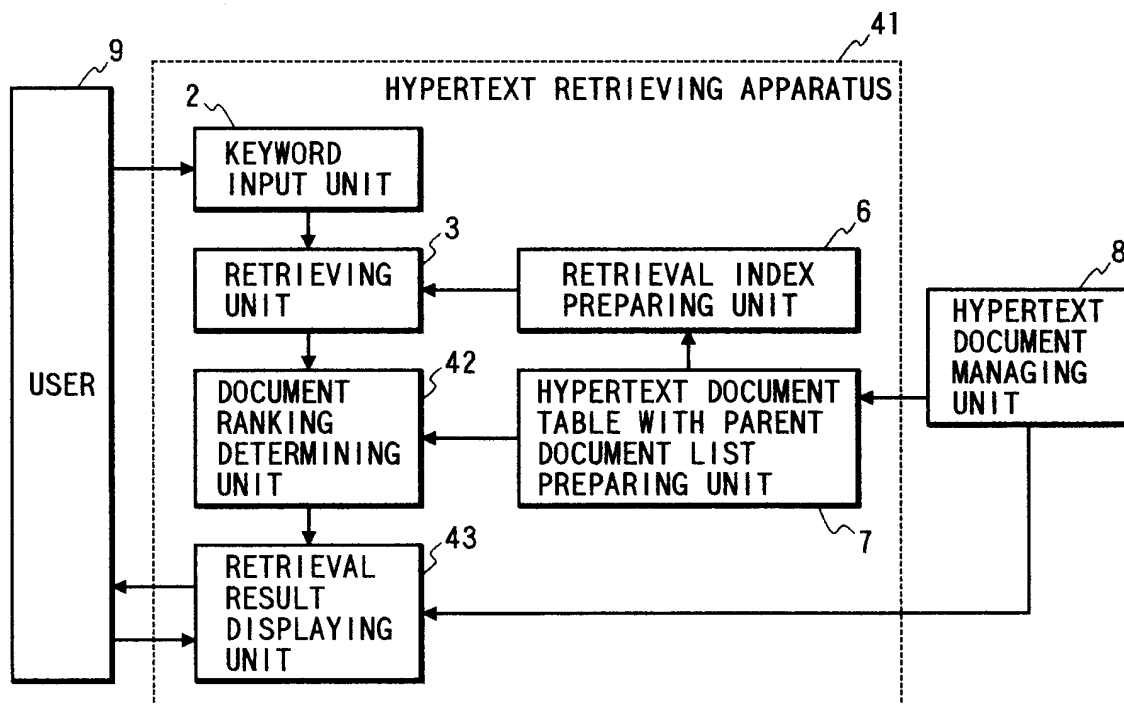 41
9
HYPERTEXT RETRIEVING APPARATUS
2
KEYWORD
INPUT UNIT
3
RETRIEVING
UNIT
6
RETRIEVAL INDEX
PREPARING UNIT
8
HYPERTEXT
DOCUMENT
MANAGING
UNIT
USER
42
DOCUMENT
RANKING
DETERMINING
UNIT
HYPERTEXT DOCUMENT
TABLE WITH PARENT
DOCUMENT LIST
PREPARING UNIT
7
43
RETRIEVAL
RESULT
DISPLAYING
UNIT